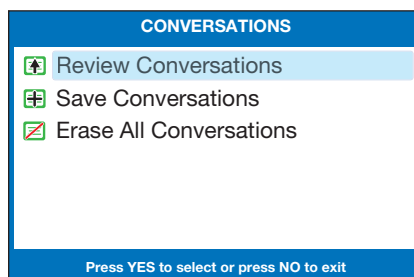 CONVERSATIONS
Review Conversations
Save Conversations
Erase All Conversations
Press YES to select or press NO to exit